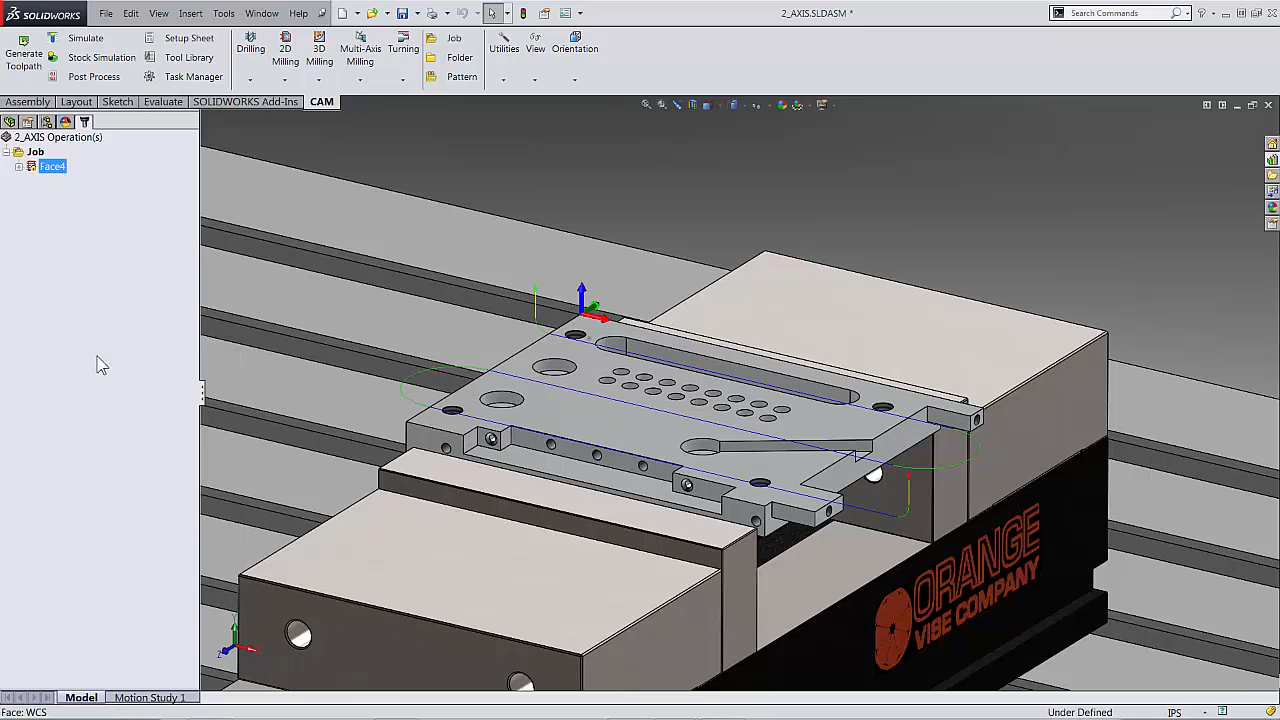 SOLIDWORKS
File Edit View Insert Tools Window Help
2_AXIS.SLDASM *
Search Commands
Generate Toolpath
Simulate
Stock Simulation
Post Process
Setup Sheet
Tool Library
Task Manager
Drilling
2D Milling
3D Milling
Multi-Axis Milling
Turning
Job
Folder
Pattern
Utilities
View
Orientation
Assembly Layout Sketch Evaluate SOLIDWORKS Add-Ins CAM
2_AXIS Operation(s)
Job
Face4
ORANGE
VISE COMPANY
Z
Model Motion Study 1
Face: WCS
Under Defined
IPS